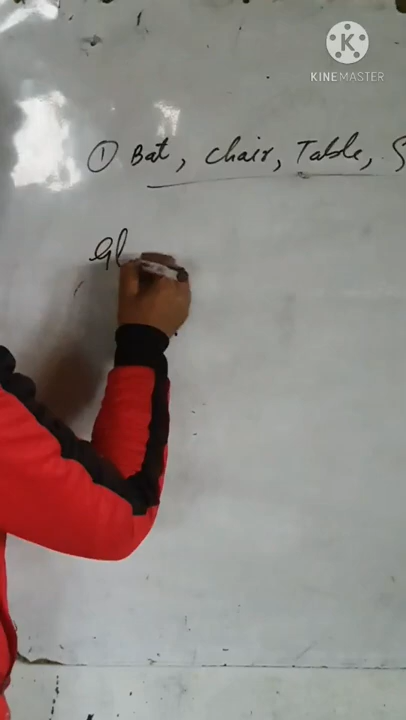 KINEMASTER
① Bat, chair, Table, S
Gl